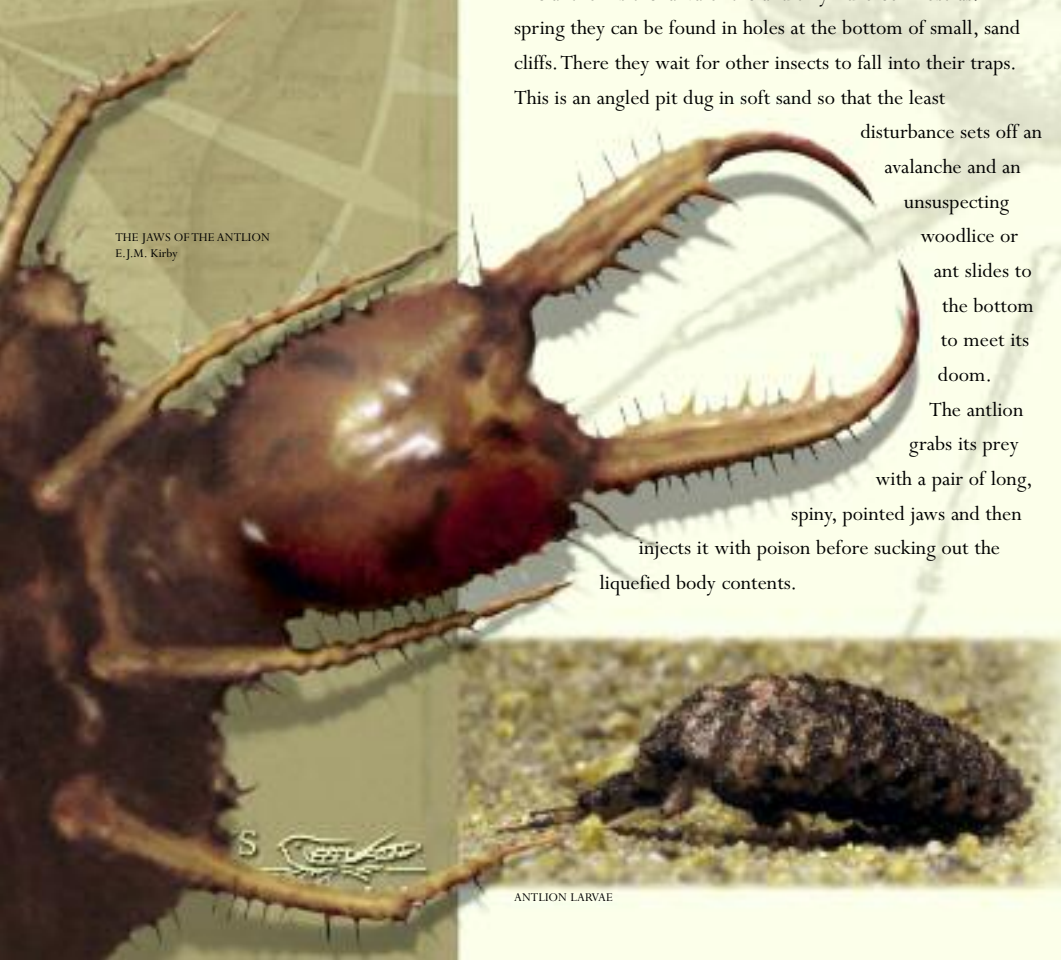 spring they can be found in holes at the bottom of small, sand
cliffs. There they wait for other insects to fall into their traps.
This is an angled pit dug in soft sand so that the least
disturbance sets off an
avalanche and an
unsuspecting
woodlice or
ant slides to
the bottom
to meet its
doom.
The antlion
grabs its prey
with a pair of long,
spiny, pointed jaws and then
injects it with poison before sucking out the
liquefied body contents.
THE JAWS OF THE ANTLION
E.J.M. Kirby
S
ANTLION LARVAE